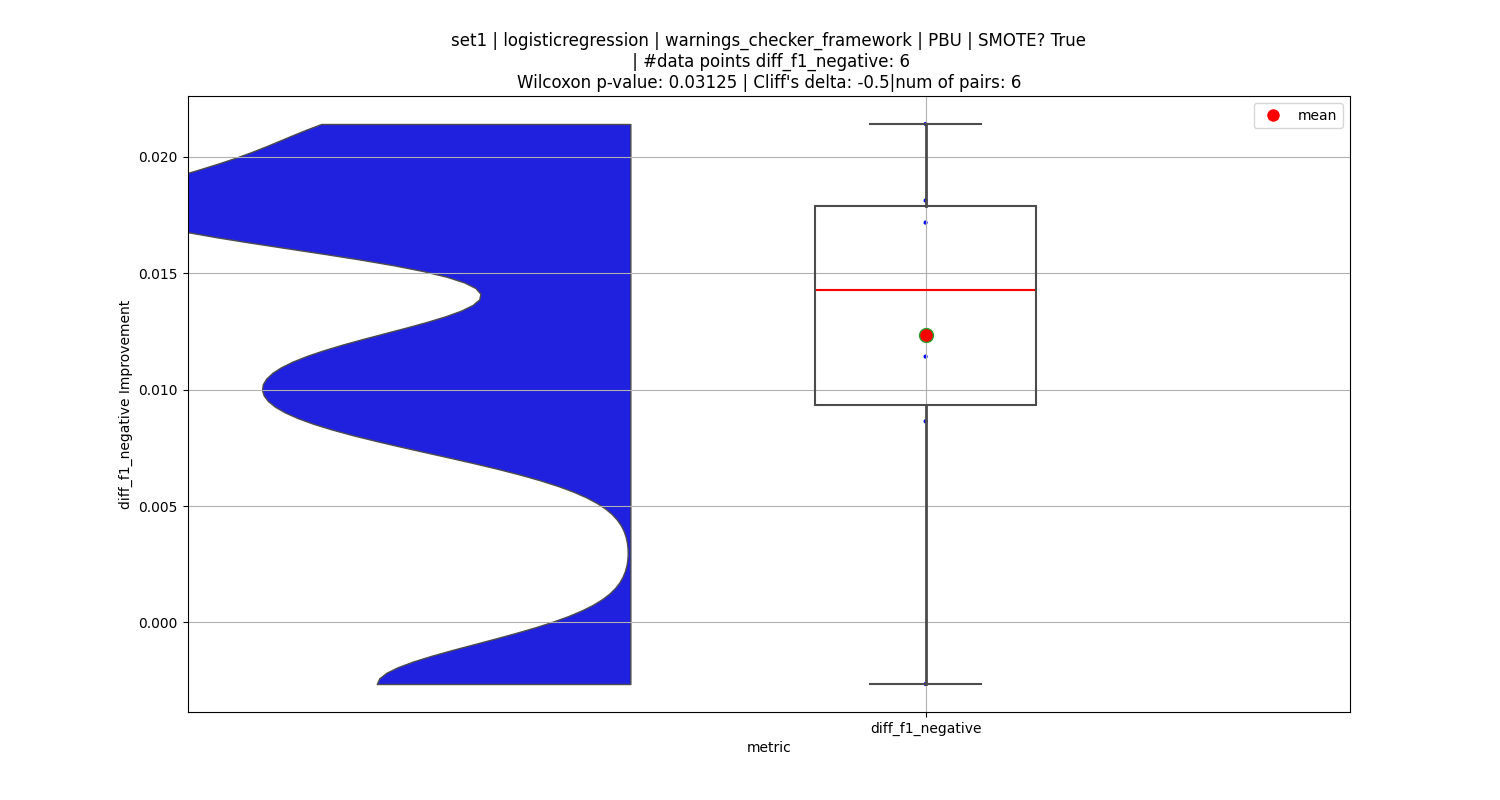 set1 | logisticregression | warnings_checker_framework | PBU | SMOTE? True
| #data points diff_f1_negative: 6
Wilcoxon p-value: 0.03125 | Cliff's delta: -0.5|num of pairs: 6
mean
0.020
0.015
0.010
0.005
0.000
diff_f1_negative Improvement
diff_f1_negative
metric